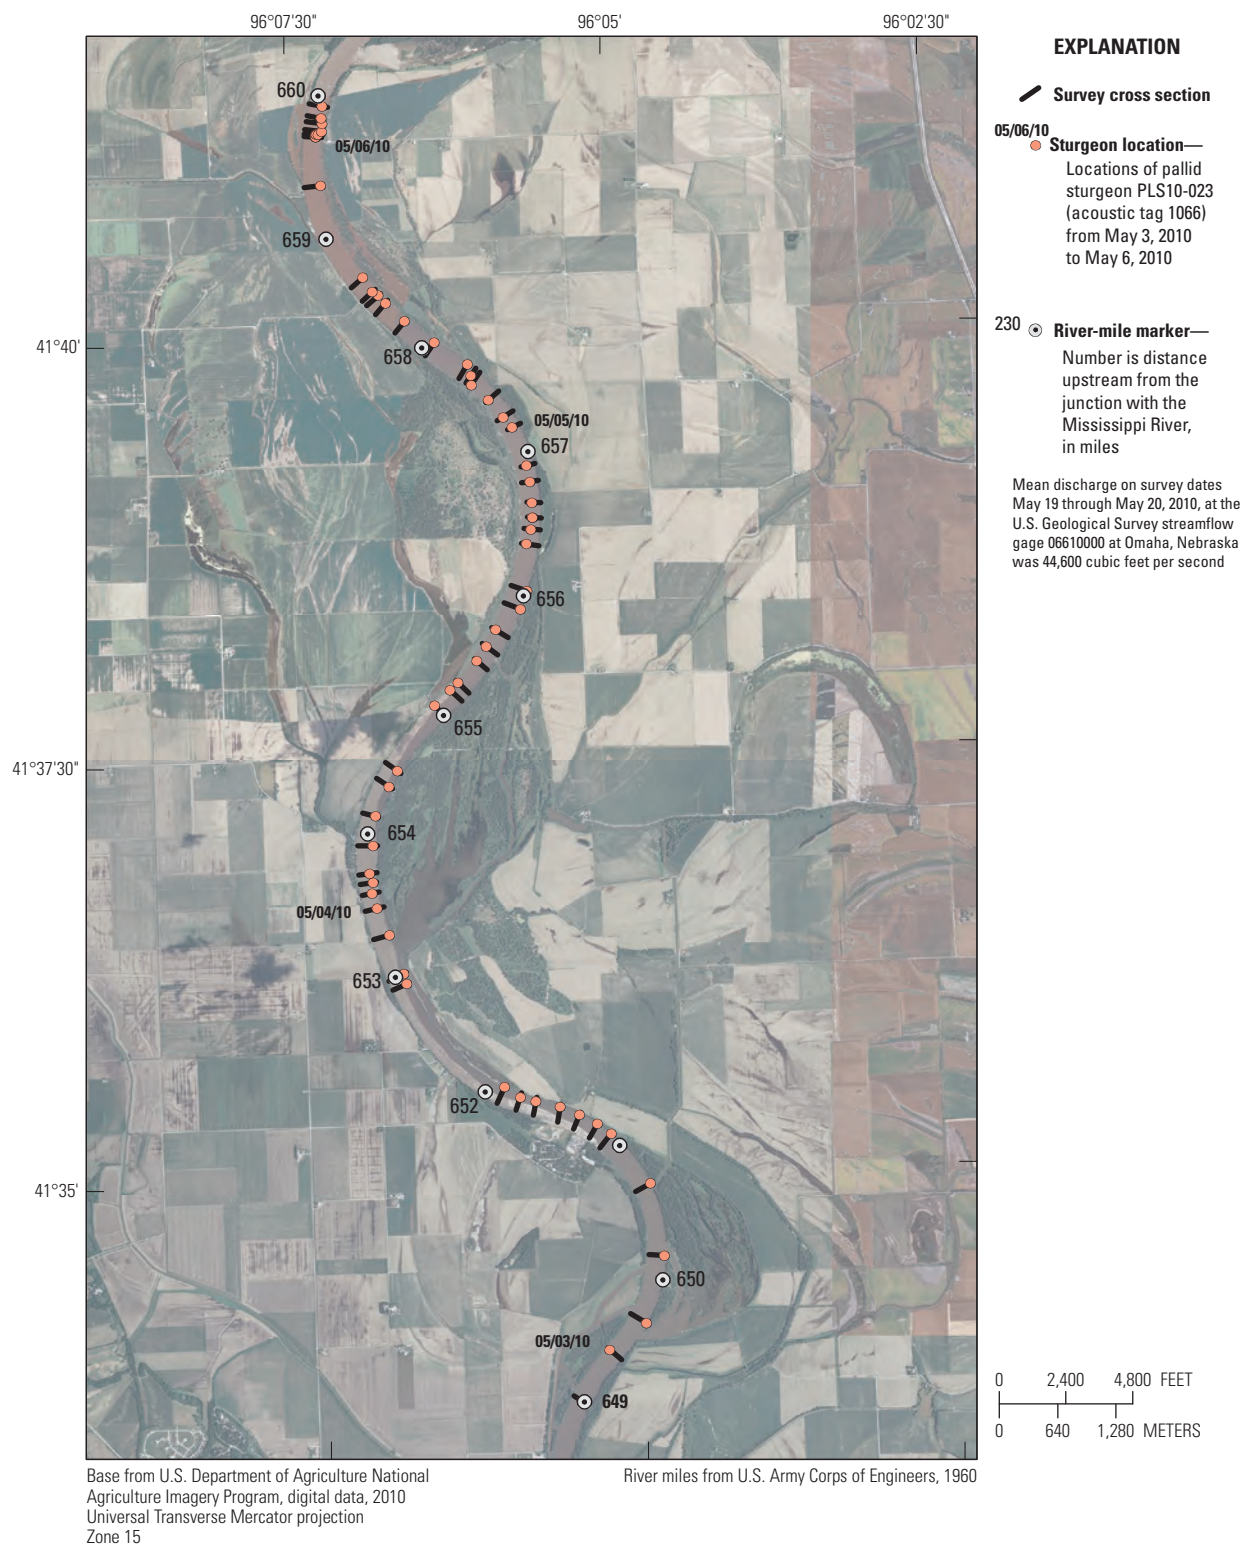 96°07'30"
96°05'
96°02'30"
660
05/06/10
659
41°40'
658
05/05/10
657
656
655
41°37'30"
654
05/04/10
653
652
41°35'
650
05/03/10
649
EXPLANATION
Survey cross section
05/06/10
Sturgeon location—
Locations of pallid
sturgeon PLS10-023
(acoustic tag 1066)
from May 3, 2010
to May 6, 2010
230
River-mile marker—
Number is distance
upstream from the
junction with the
Mississippi River,
in miles
Mean discharge on survey dates
May 19 through May 20, 2010, at the
U.S. Geological Survey streamflow
gage 06610000 at Omaha, Nebraska
was 44,600 cubic feet per second
0 2,400 4,800 FEET
0 640 1,280 METERS
Base from U.S. Department of Agriculture National
Agriculture Imagery Program, digital data, 2010
Universal Transverse Mercator projection
Zone 15
River miles from U.S. Army Corps of Engineers, 1960